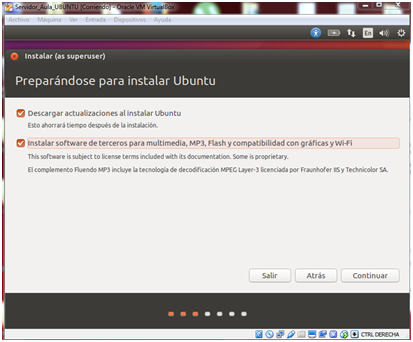 Servidor_Aula_UBUNTU [Corriendo] - Oracle VM VirtualBox
Archivo Máquina Ver Entrada Dispositivos Ayuda
En
Instalar (as superuser)
Preparándose para instalar Ubuntu
Descargar actualizaciones al instalar Ubuntu
Esto ahorrará tiempo después de la instalación.
Instalar software de terceros para multimedia, MP3, Flash y compatibilidad con gráficas y Wi-Fi
This software is subject to license terms included with its documentation. Some is proprietary.
El complemento Fluendo MP3 incluye la tecnología de decodificación MPEG Layer-3 licenciada por Fraunhofer IIS y Technicolor SA.
Salir Atrás Continuar
CTRL DERECHA